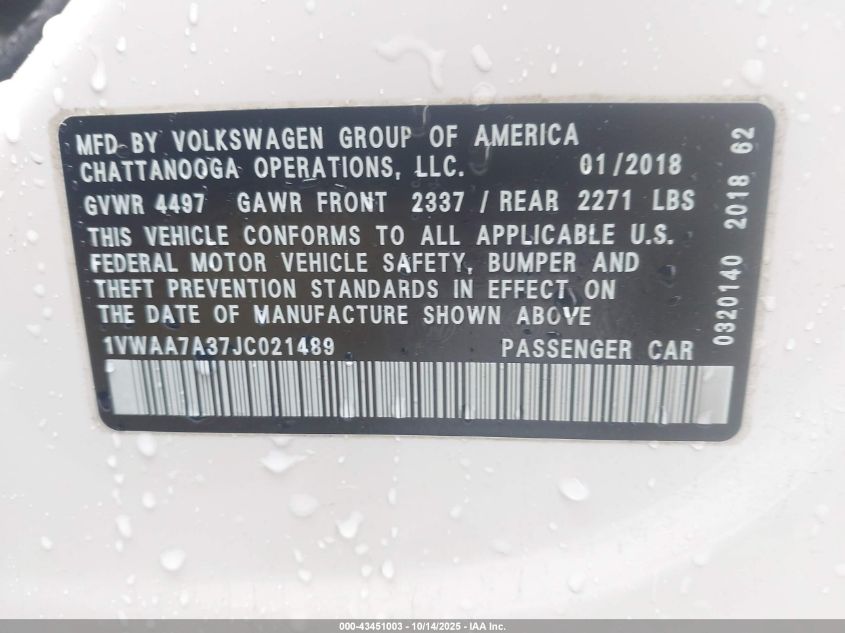 MFD BY VOLKSWAGEN GROUP OF AMERICA
CHATTANOOGA OPERATIONS, LLC. 01/2018
GVWR 4497 GAWR FRONT 2337 / REAR 2271 LBS
THIS VEHICLE CONFORMS TO ALL APPLICABLE U.S.
FEDERAL MOTOR VEHICLE SAFETY, BUMPER AND
THEFT PREVENTION STANDARDS IN EFFECT ON
THE DATE OF MANUFACTURE SHOWN ABOVE
1VWAA7A37JC021489 PASSENGER CAR
0320140 2018 62
000-43451003 - 10/14/2025 - IAA Inc.